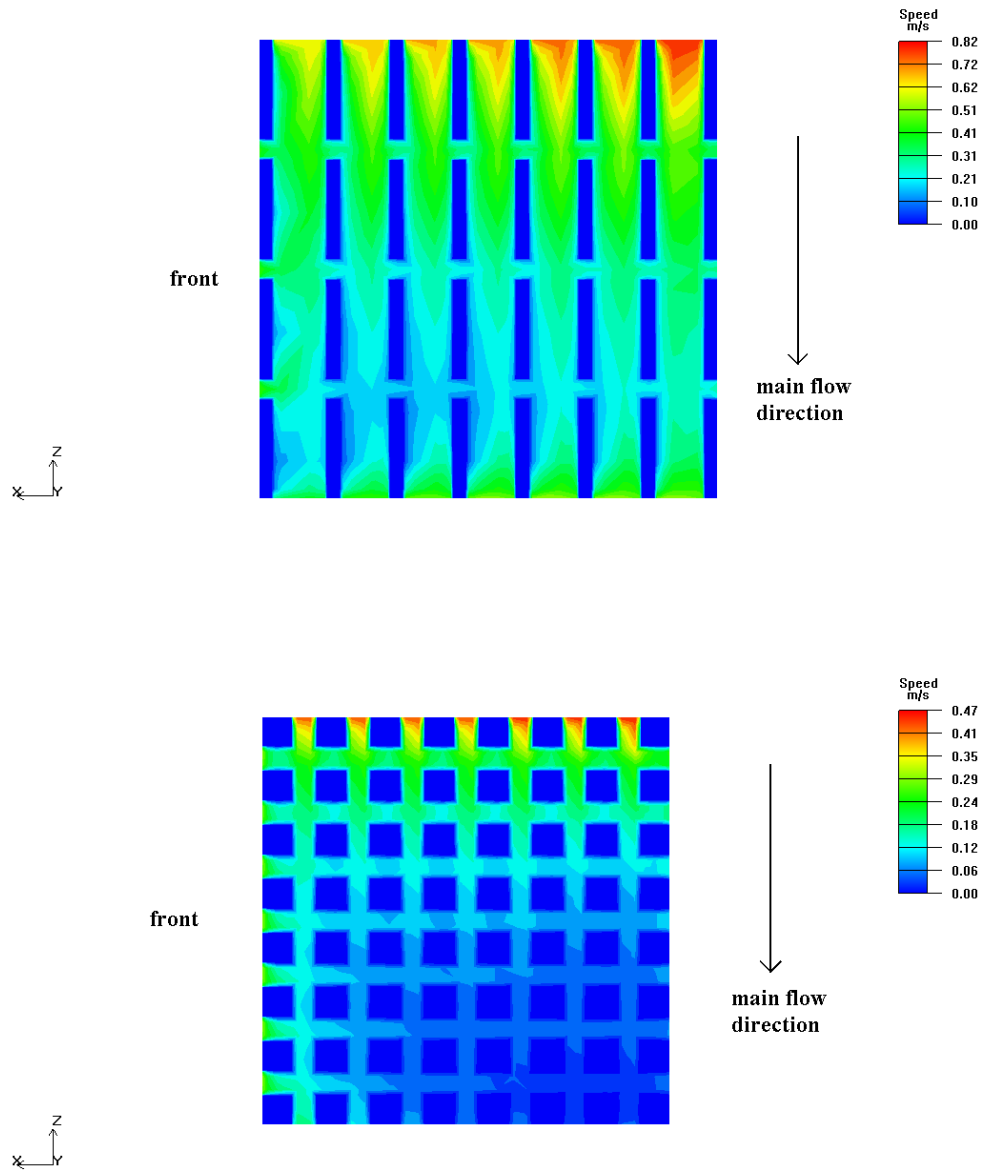 Speed
m/s
0.82
0.72
0.62
0.51
0.41
0.31
0.21
0.10
0.00
front
main flow
direction
Z
X
Y
Speed
m/s
0.47
0.41
0.35
0.29
0.24
0.18
0.12
0.06
0.00
front
main flow
direction
Z
X
Y